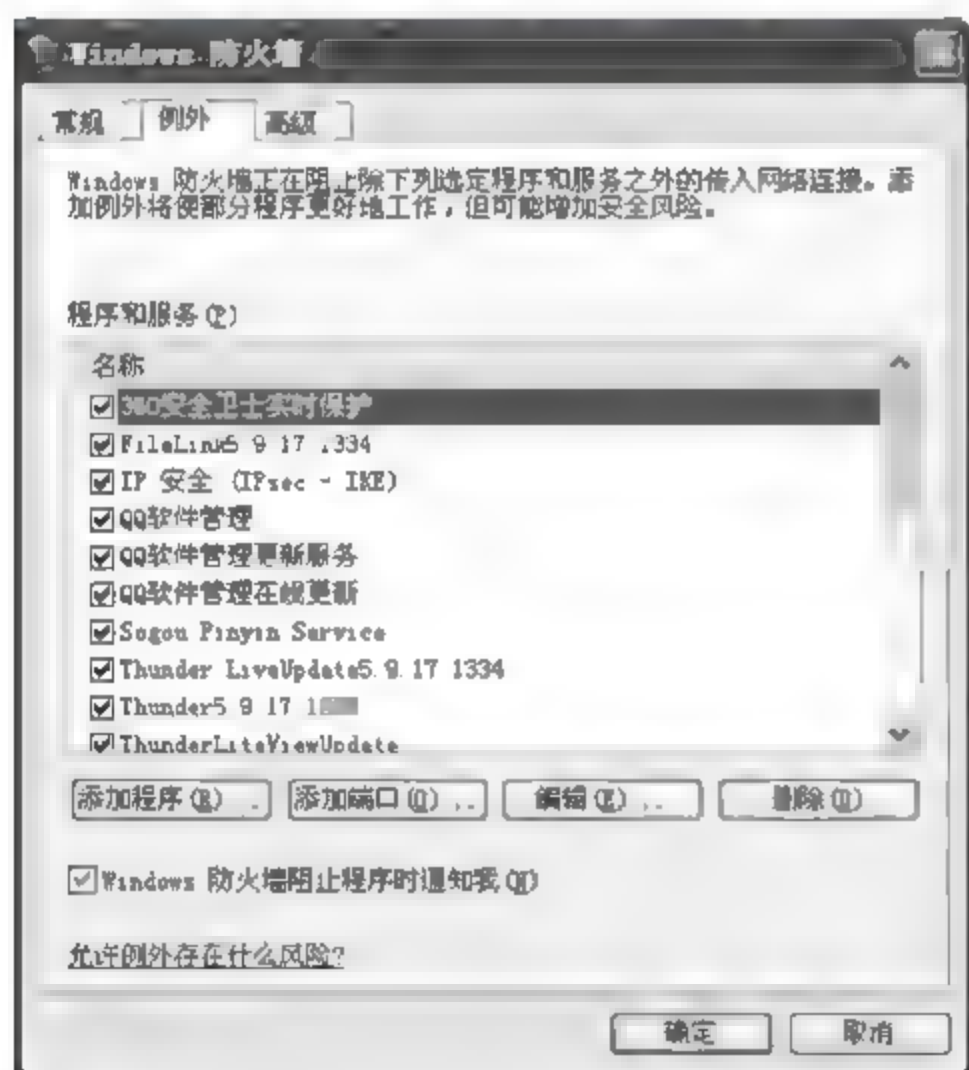 Windows 防火墙
常规 例外 高级
Windows 防火墙正在阻止除下列选定程序和服务之外的传入网络连接。添
加例外将使部分程序更好地工作，但可能增加安全风险。
程序和服务(P)
名称
360安全卫士实时保护
FileLink5 9 17 .334
IP 安全 (IPsec - IKE)
QQ软件管理
QQ软件管理更新服务
QQ软件管理在线更新
Sogou Pinyin Service
Thunder LiveUpdate5.9.17 1334
Thunder5 9 17
ThunderLiteViewUpdate
添加程序(R) . 添加端口(O) .. 编辑(E) .. 删除(D)
Windows 防火墙阻止程序时通知我(N)
允许例外存在什么风险?
确定 取消